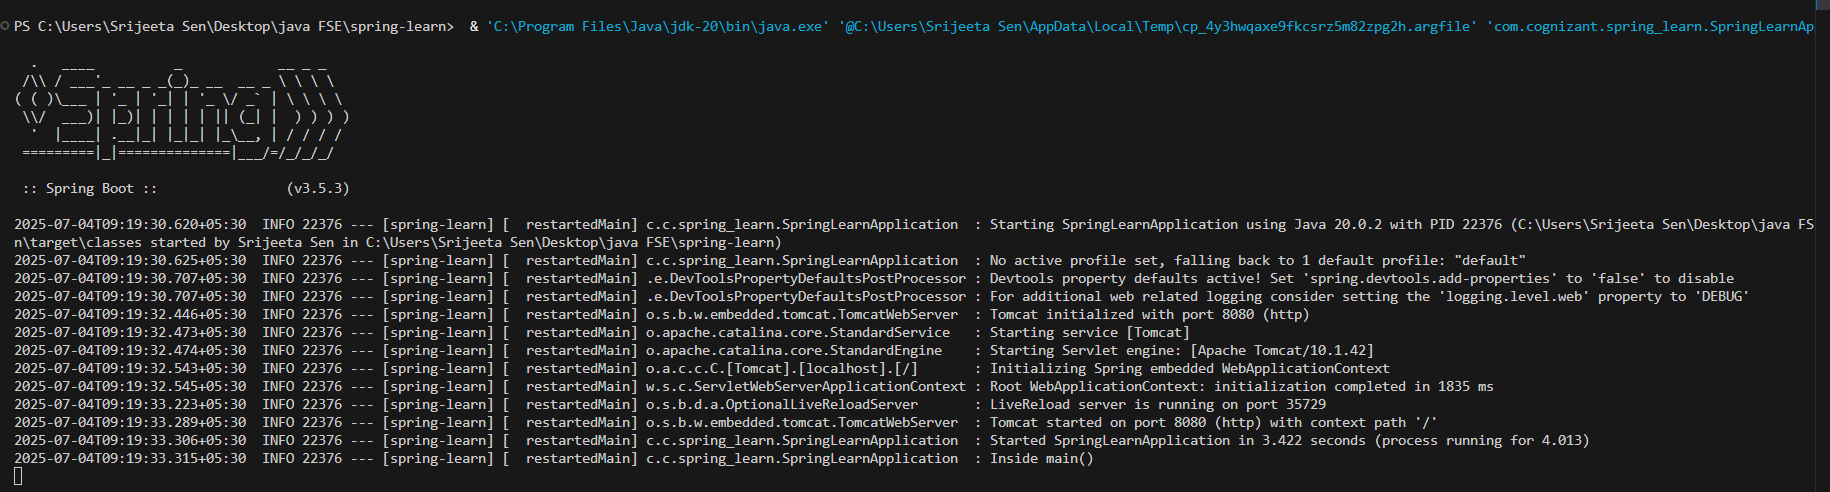 PS C:\Users\Srijeeta Sen\Desktop\java FSE\spring-learn>  & 'C:\Program Files\Java\jdk-20\bin\java.exe' '@C:\Users\Srijeeta Sen\AppData\Local\Temp\cp_4y3hwqaxe9fkcsrz5m82zpg2h.argfile' 'com.cognizant.spring_learn.SpringLearnAp
  .   ____          _            __ _ _
 /\\ / ___'_ __ _ _(_)_ __  __ _ \ \ \ \
( ( )\___ | '_ | '_| | '_ \/ _` | \ \ \ \
 \\/  ___)| |_)| | | | | || (_| |  ) ) ) )
  '  |____| .__|_| |_|_| |_\__, | / / / /
 =========|_|==============|___/=/_/_/_/
 :: Spring Boot ::                (v3.5.3)
2025-07-04T09:19:30.620+05:30  INFO 22376 --- [spring-learn] [  restartedMain] c.c.spring_learn.SpringLearnApplication  : Starting SpringLearnApplication using Java 20.0.2 with PID 22376 (C:\Users\Srijeeta Sen\Desktop\java FS
n\target\classes started by Srijeeta Sen in C:\Users\Srijeeta Sen\Desktop\java FSE\spring-learn)
2025-07-04T09:19:30.625+05:30  INFO 22376 --- [spring-learn] [  restartedMain] c.c.spring_learn.SpringLearnApplication  : No active profile set, falling back to 1 default profile: "default"
2025-07-04T09:19:30.707+05:30  INFO 22376 --- [spring-learn] [  restartedMain] .e.DevToolsPropertyDefaultsPostProcessor : Devtools property defaults active! Set 'spring.devtools.add-properties' to 'false' to disable
2025-07-04T09:19:30.707+05:30  INFO 22376 --- [spring-learn] [  restartedMain] .e.DevToolsPropertyDefaultsPostProcessor : For additional web related logging consider setting the 'logging.level.web' property to 'DEBUG'
2025-07-04T09:19:32.446+05:30  INFO 22376 --- [spring-learn] [  restartedMain] o.s.b.w.embedded.tomcat.TomcatWebServer  : Tomcat initialized with port 8080 (http)
2025-07-04T09:19:32.473+05:30  INFO 22376 --- [spring-learn] [  restartedMain] o.apache.catalina.core.StandardService   : Starting service [Tomcat]
2025-07-04T09:19:32.474+05:30  INFO 22376 --- [spring-learn] [  restartedMain] o.apache.catalina.core.StandardEngine    : Starting Servlet engine: [Apache Tomcat/10.1.42]
2025-07-04T09:19:32.543+05:30  INFO 22376 --- [spring-learn] [  restartedMain] o.a.c.c.C.[Tomcat].[localhost].[/]       : Initializing Spring embedded WebApplicationContext
2025-07-04T09:19:32.545+05:30  INFO 22376 --- [spring-learn] [  restartedMain] w.s.c.ServletWebServerApplicationContext : Root WebApplicationContext: initialization completed in 1835 ms
2025-07-04T09:19:33.223+05:30  INFO 22376 --- [spring-learn] [  restartedMain] o.s.b.d.a.OptionalLiveReloadServer       : LiveReload server is running on port 35729
2025-07-04T09:19:33.289+05:30  INFO 22376 --- [spring-learn] [  restartedMain] o.s.b.w.embedded.tomcat.TomcatWebServer  : Tomcat started on port 8080 (http) with context path '/'
2025-07-04T09:19:33.306+05:30  INFO 22376 --- [spring-learn] [  restartedMain] c.c.spring_learn.SpringLearnApplication  : Started SpringLearnApplication in 3.422 seconds (process running for 4.013)
2025-07-04T09:19:33.315+05:30  INFO 22376 --- [spring-learn] [  restartedMain] c.c.spring_learn.SpringLearnApplication  : Inside main()